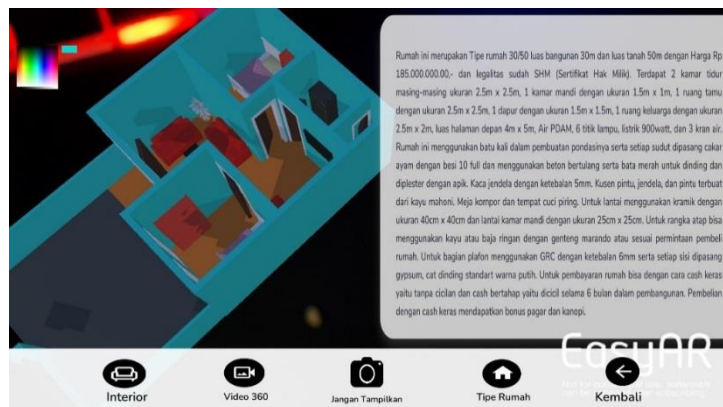 Rumah ini merupakan Tipe rumah 30/50 luas bangunan 30m dan luas tanah 50m dengan Harga Rp
185.000.000.00,- dan legalitas sudah SHM (Sertifikat Hak Milik). Terdapat 2 kamar tidur
masing-masing ukuran 2.5m x 2.5m, 1 kamar mandi dengan ukuran 1.5m x 1m, 1 ruang tamu
dengan ukuran 2.5m x 2.5m, 1 dapur dengan ukuran 1.5m x 1.5m, 1 ruang keluarga dengan ukuran
2.5m x 2m, luas halaman depan 4m x 5m, Air PDAM, 6 titik lampu, listrik 900watt, dan 3 kran air.
Rumah ini menggunakan batu kali dalam pembuatan pondasinya serta setiap sudut dipasang cakar
ayam dengan besi 10 full dan menggunakan beton bertulang serta bata merah untuk dinding dan
diplester dengan apik. Kaca jendela dengan ketebalan 5mm. Kusen pintu, jendela, dan pintu terbuat
dari kayu mahoni. Meja kompor dan tempat cuci piring. Untuk lantai menggunakan kramik dengan
ukuran 40cm x 40cm dan lantai kamar mandi dengan ukuran 25cm x 25cm. Untuk rangka atap bisa
menggunakan kayu atau baja ringan dengan genteng marando atau sesuai permintaan pembeli
rumah. Untuk bagian plafon menggunakan GRC dengan ketebalan 6mm serta setiap sisi dipasang
gypsum, cat dinding standart warna putih. Untuk pembayaran rumah bisa dengan cara cash keras
yaitu tanpa cicilan dan cash bertahap yaitu dicicil selama 6 bulan dalam pembangunan. Pembelian
dengan cash keras mendapatkan bonus pagar dan kanopi.
EasyAR
Interior
Video 360
Jangan Tampilkan
Tipe Rumah
Kembali